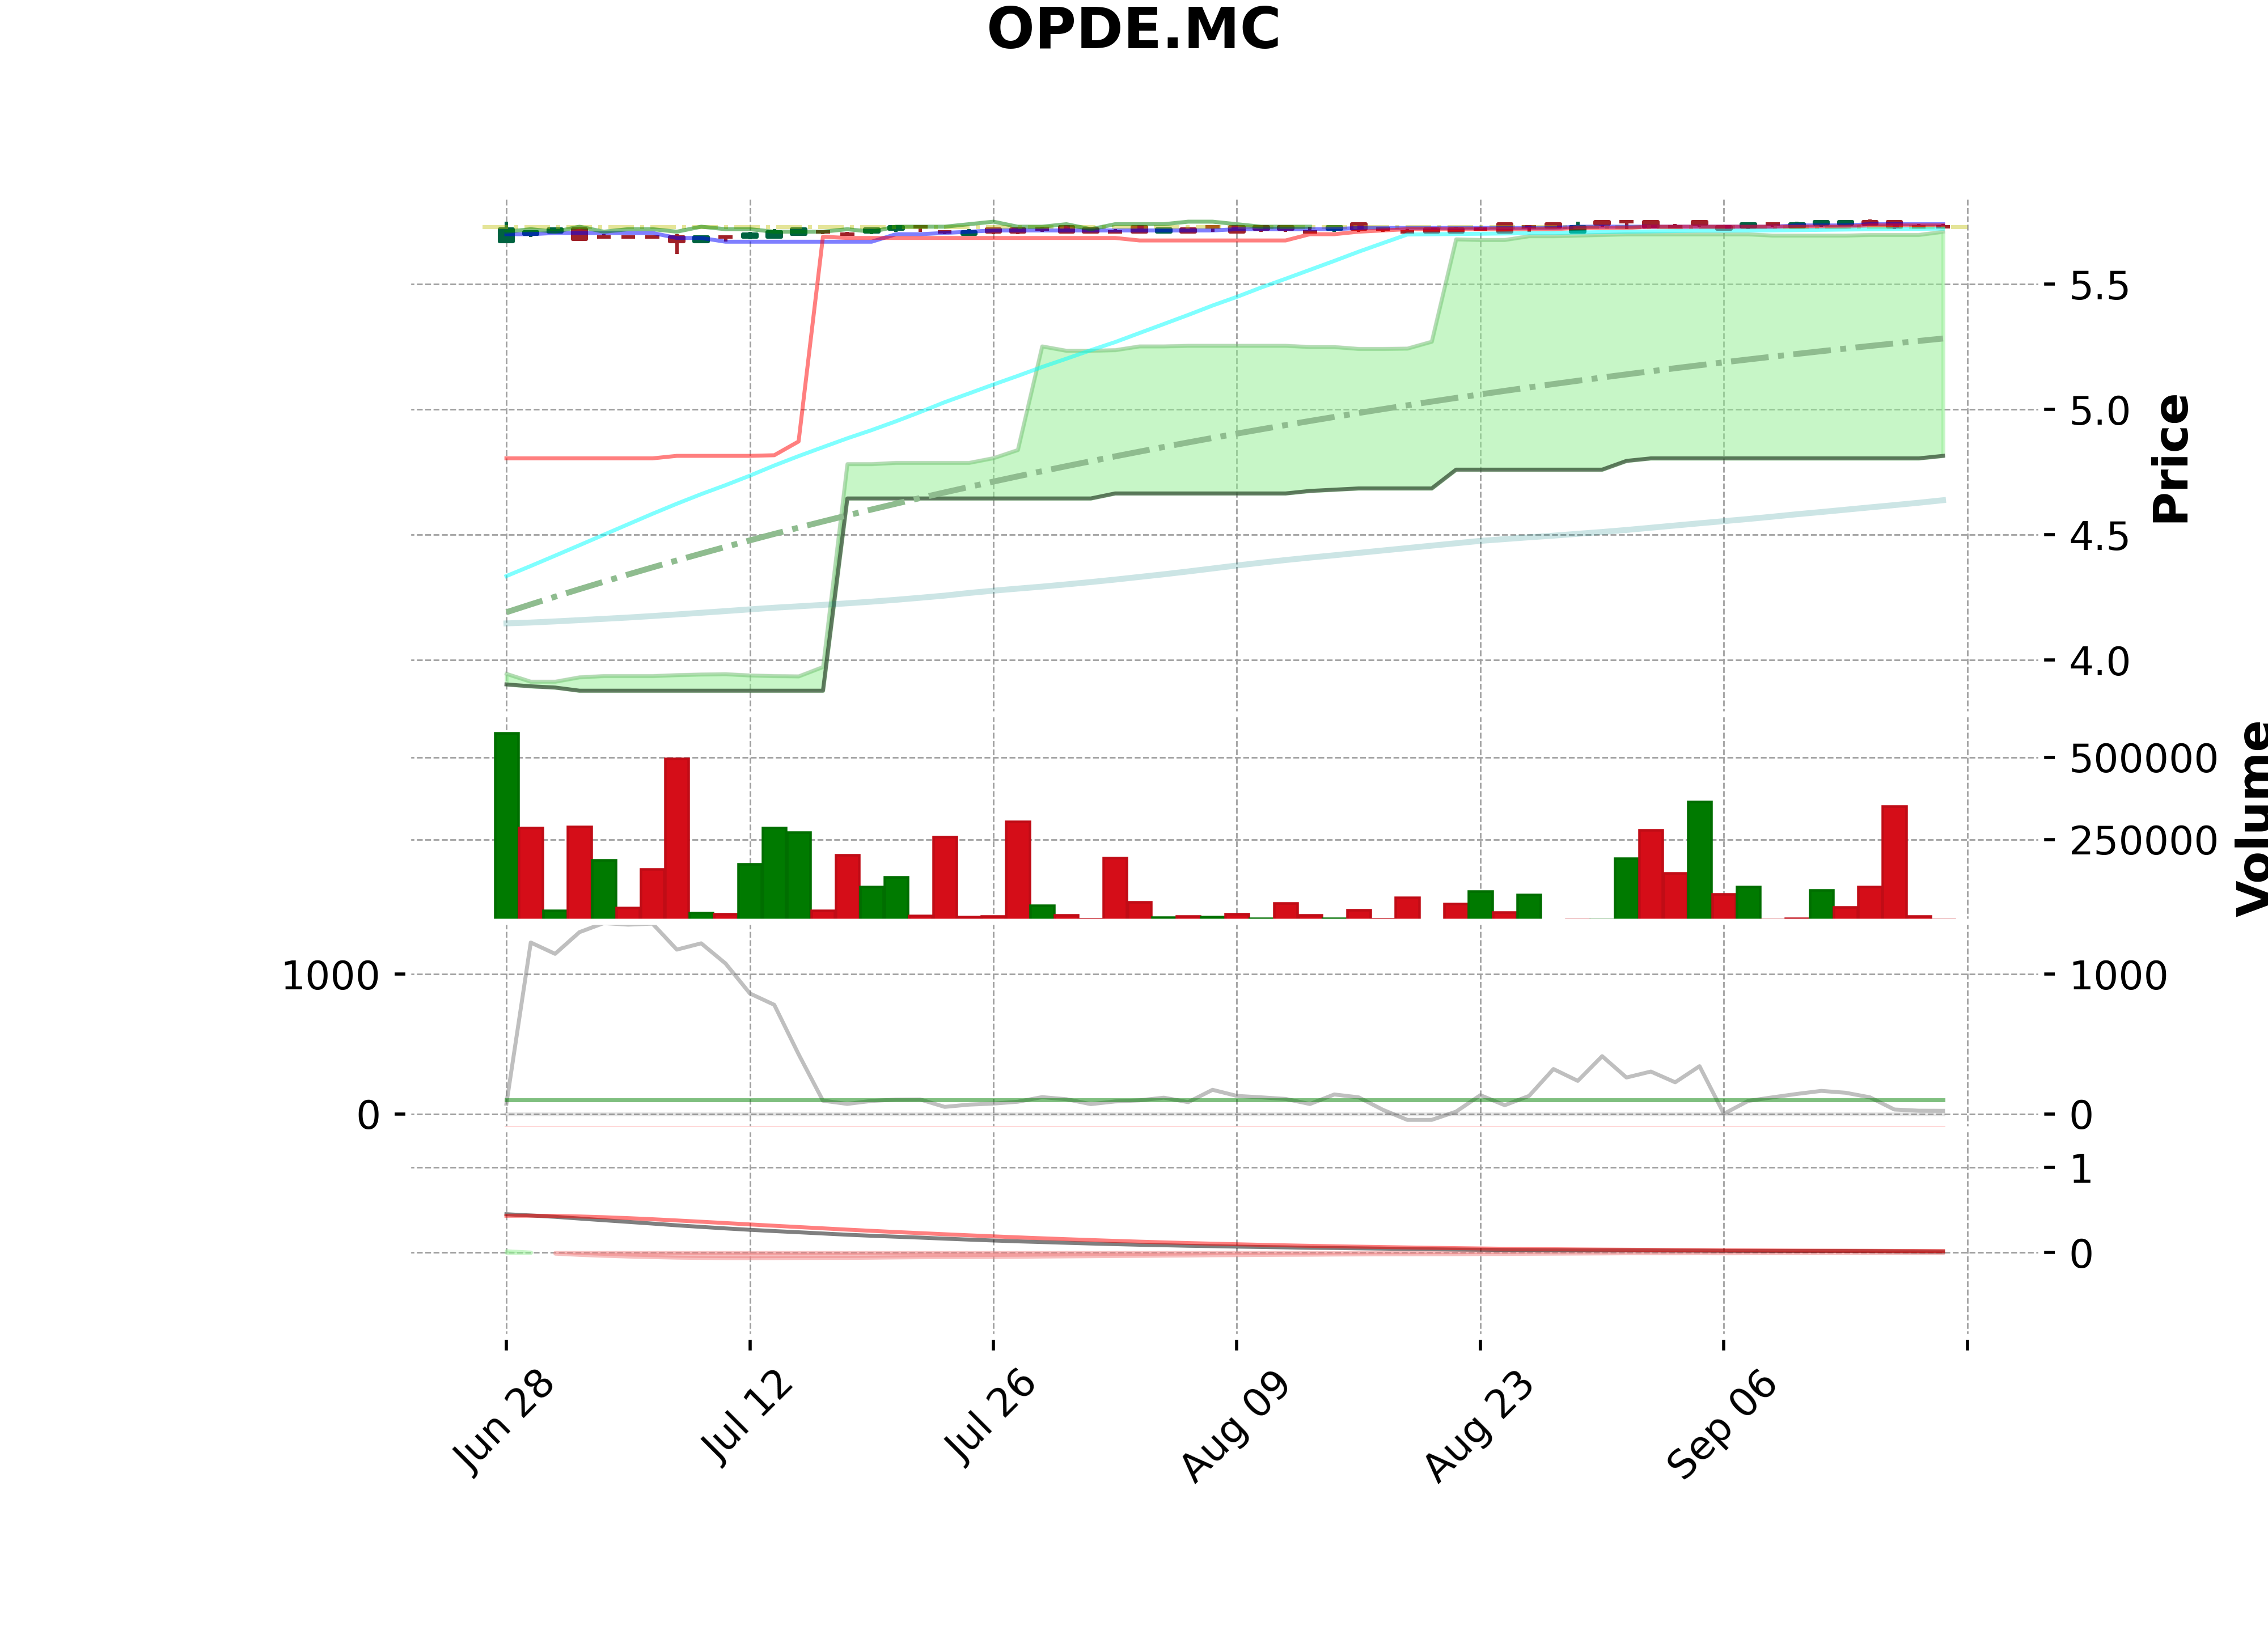 OPDE.MC
5.5
5.0
4.5
4.0
Price
500000
250000
Volume
1000
0
1000
0
1
0
Jun 28
Jul 12
Jul 26
Aug 09
Aug 23
Sep 06